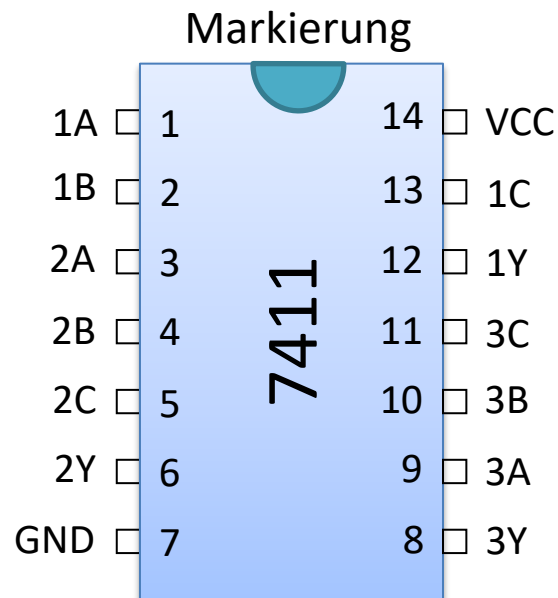 Markierung
1A 1 14 VCC
1B 2 13 1C
2A 3 12 1Y
2B 4 11 3C
2C 5 10 3B
2Y 6 9 3A
GND 7 8 3Y
7411